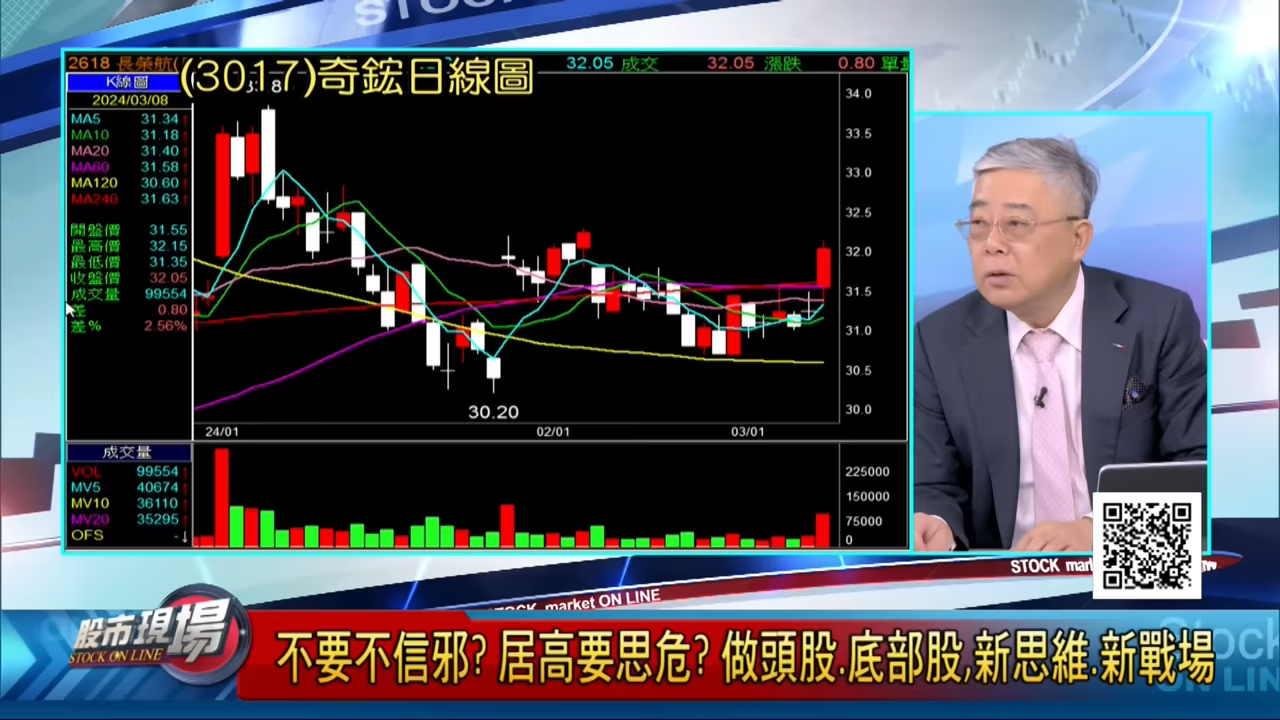 2618 長榮航(
(3017)奇鋐日線圖
32.05 成交 32.05 漲跌 0.80 單量
K線圖
2024/03/08
MA5 31.34
MA10 31.18
MA20 31.40
MA60 31.58
MA120 30.60
MA240 31.63
開盤價 31.55
最高價 32.15
最低價 31.35
收盤價 32.05
成交量 99554
差 0.80
差% 2.56%
34.0
33.5
33.0
32.5
32.0
31.5
31.0
30.5
30.0
30.20
24/01 02/01 03/01
成交量
VOL 99554
MV5 40674
MV10 36110
MV20 35295
OFS -↓
225000
150000
75000
0
STOCK market ON LINE
股市現場
STOCK ON LINE
不要不信邪? 居高要思危? 做頭股.底部股,新思維.新戰場